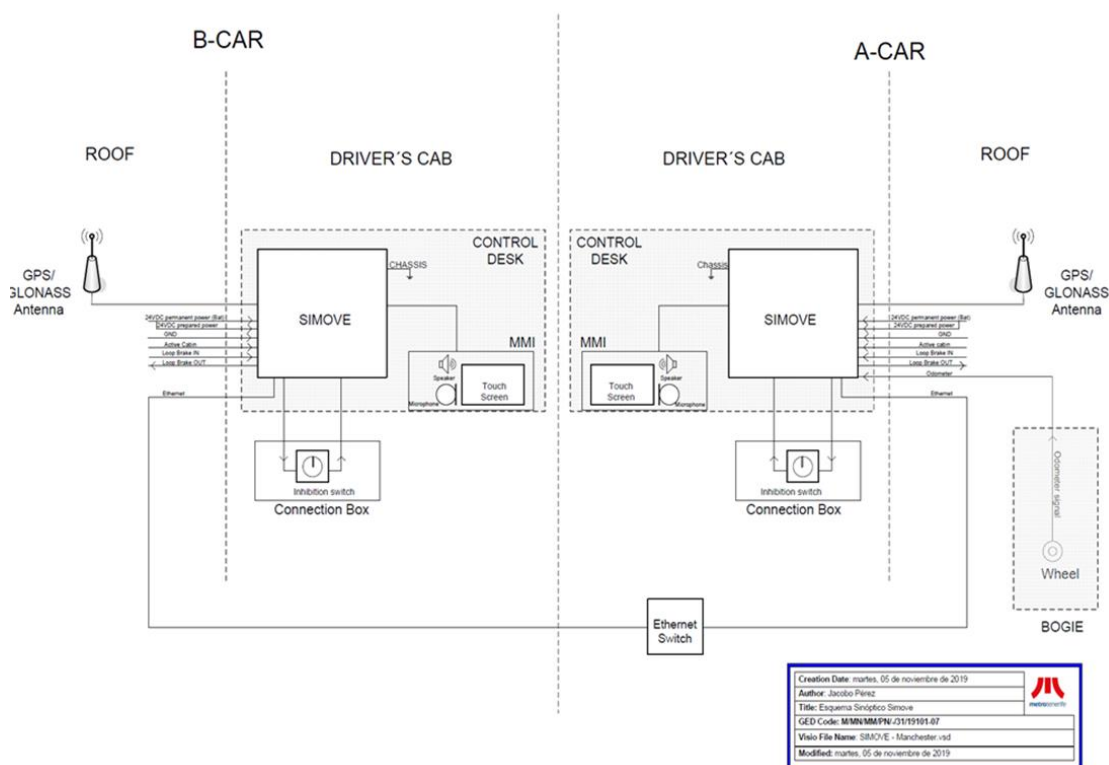 B-CAR
A-CAR
ROOF
DRIVER´S CAB
DRIVER´S CAB
ROOF
GPS/
GLONASS
Antenna
CONTROL
DESK
CHASSIS
SIMOVE
24VDC permanent power (Bat)
24VDC prepared power
GND
Active Cabin
Loop Brake IN
Loop Brake OUT
Ethernet
MMI
Speaker
Microphone
Touch
Screen
Inhibition switch
Connection Box
CONTROL
DESK
Chassis
SIMOVE
MMI
Touch
Screen
Speaker
Microphone
GPS/
GLONASS
Antenna
24VDC permanent power (Bat)
24VDC prepared power
GND
Active cabin
Loop Brake IN
Loop Brake OUT
Odometer
Ethernet
Inhibition switch
Connection Box
Odometer signal
Wheel
BOGIE
Ethernet
Switch
Creation Date: martes, 05 de noviembre de 2019
Author: Jacobo Pérez
Title: Esquema Sinóptico Simove
GED Code: M/MN/MM/PN/-/31/19101-07
Visio File Name: SIMOVE - Manchester.vsd
Modified: martes, 05 de noviembre de 2019
metrotenerife